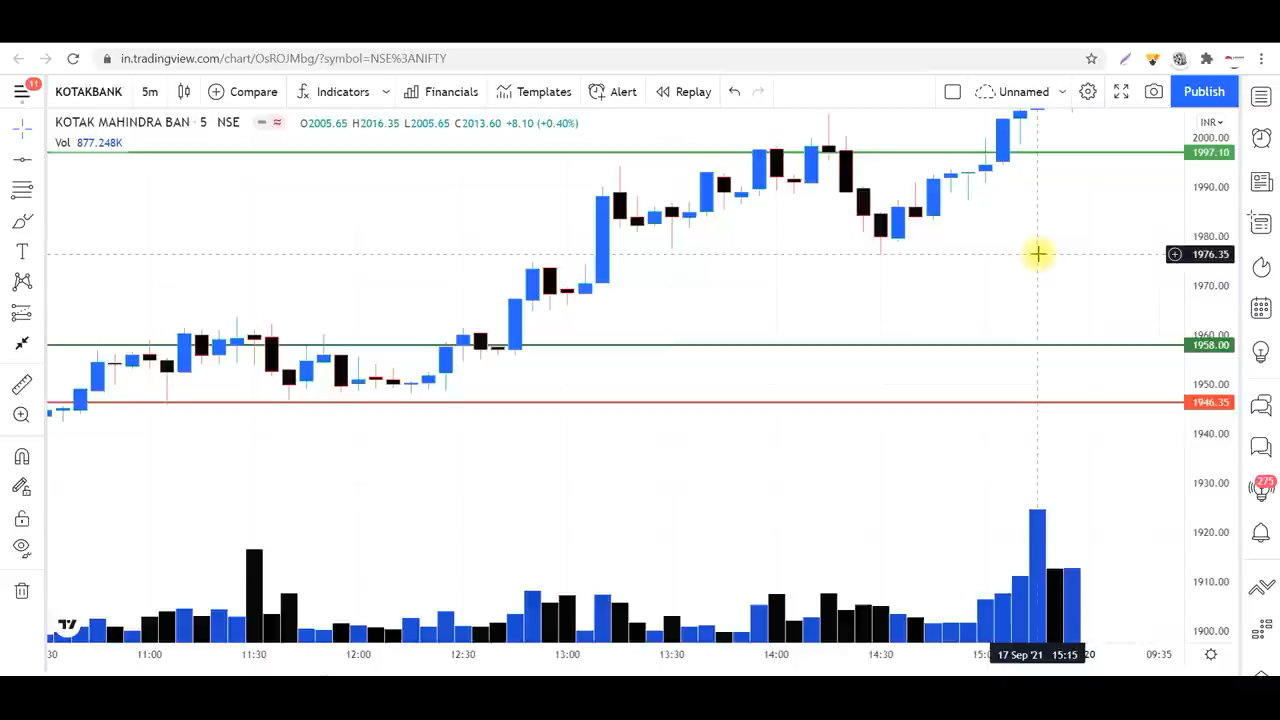 in.tradingview.com/chart/OsROJMbg/?symbol=NSE%3ANIFTY
11
KOTAKBANK 5m Compare Indicators Financials Templates Alert Replay Unnamed Publish
KOTAK MAHINDRA BAN · 5 NSE O2005.65 H2016.35 L2005.65 C2013.60 +8.10 (+0.40%)
INR
Vol 877.248K
2000.00
1997.10
1990.00
1980.00
1976.35
1970.00
1960.00
1958.00
1950.00
1946.35
1940.00
1930.00
275
1920.00
1910.00
1900.00
:30 11:00 11:30 12:00 12:30 13:00 13:30 14:00 14:30 15:0 17 Sep '21 15:15 20 09:35